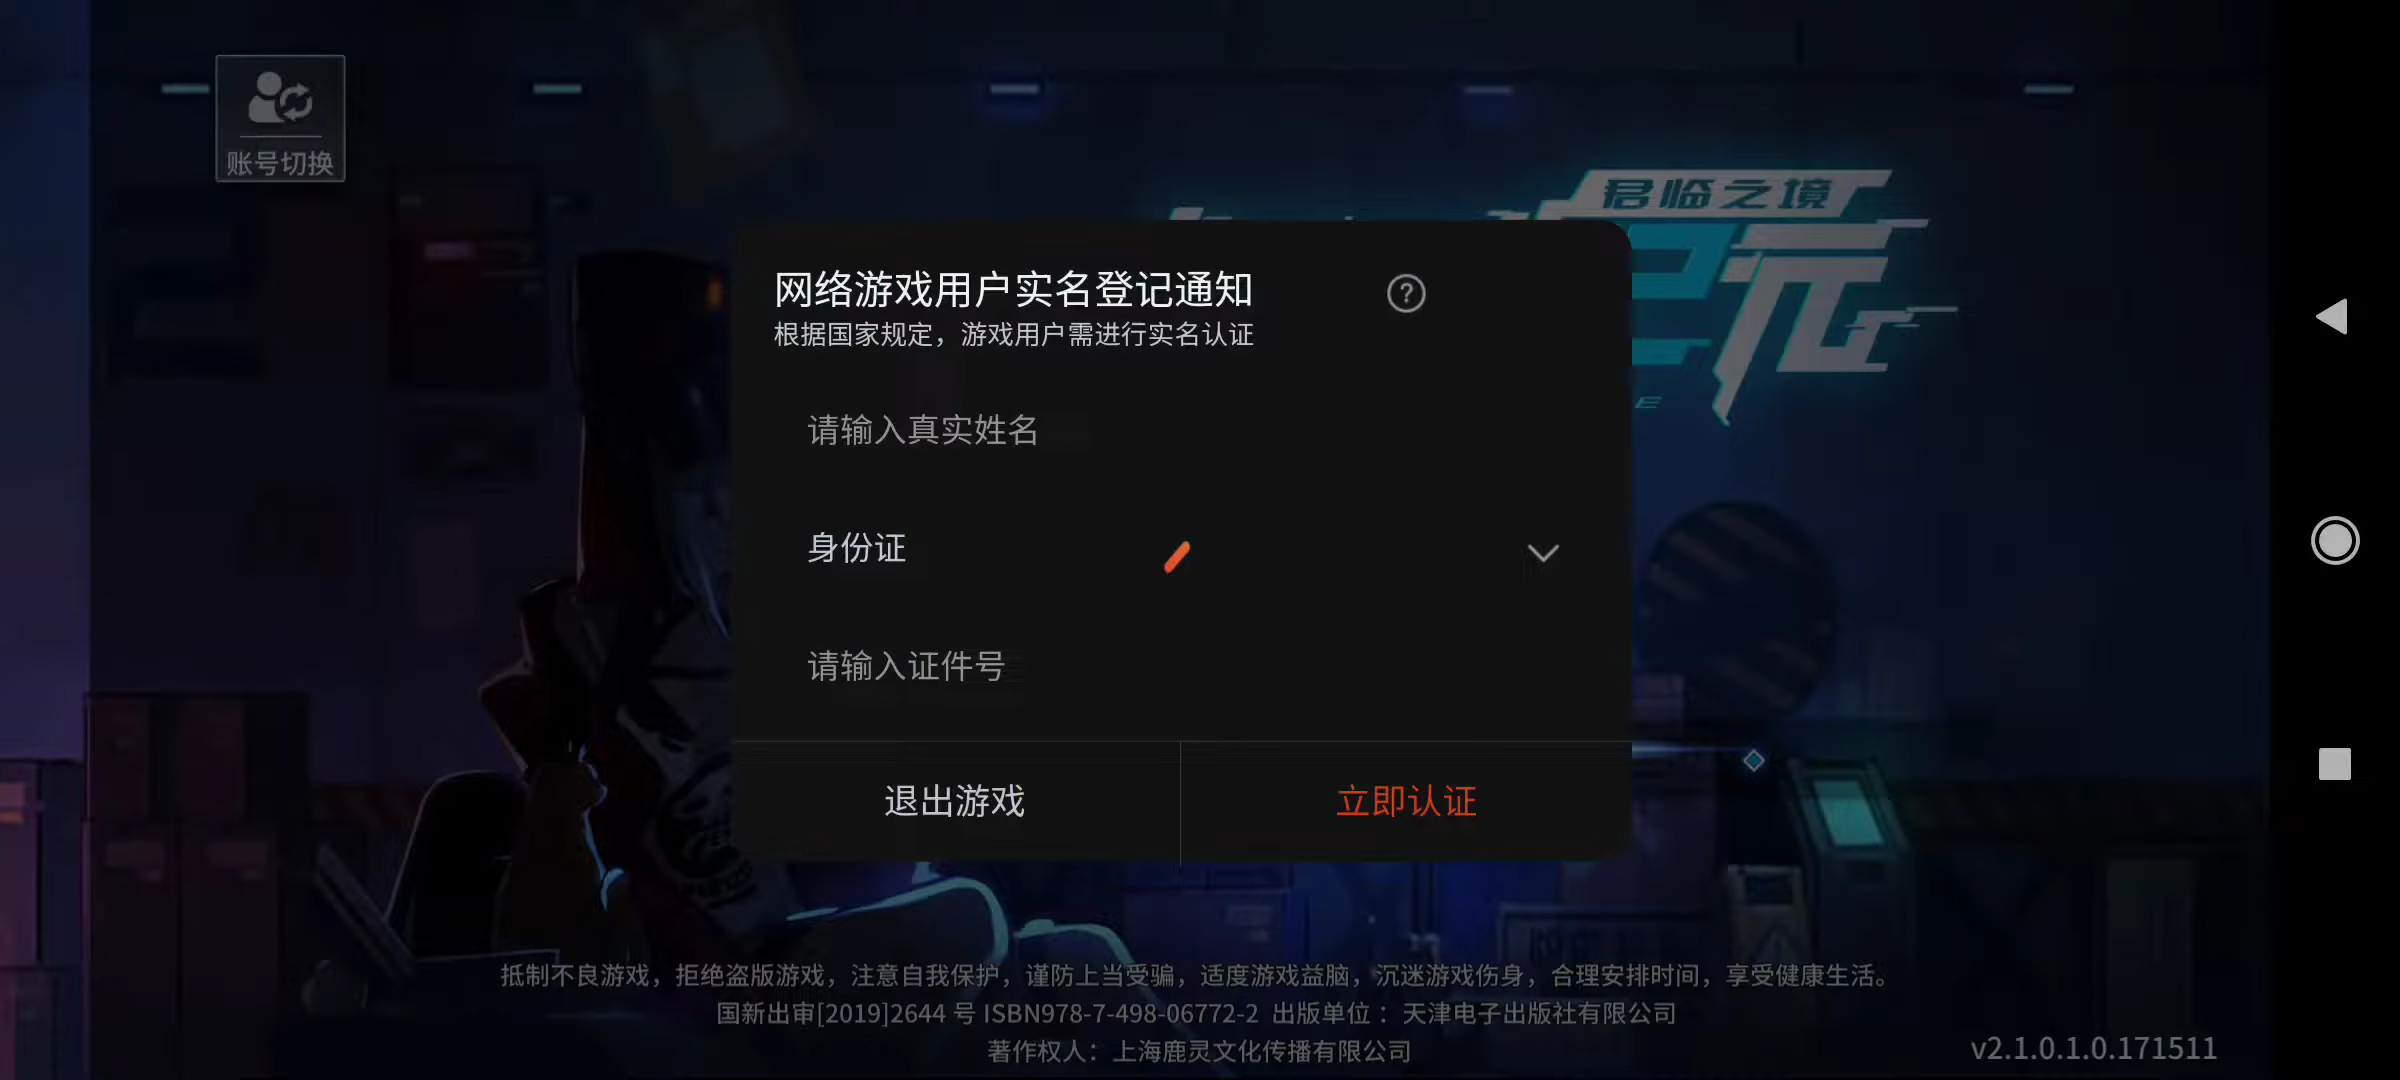 账号切换
君临之境
元
网络游戏用户实名登记通知
根据国家规定，游戏用户需进行实名认证
请输入真实姓名
身份证
请输入证件号
退出游戏
立即认证
抵制不良游戏，拒绝盗版游戏，注意自我保护，谨防上当受骗，适度游戏益脑，沉迷游戏伤身，合理安排时间，享受健康生活。
国新出审[2019]2644 号 ISBN978-7-498-06772-2 出版单位： 天津电子出版社有限公司
著作权人：上海鹿灵文化传播有限公司
v2.1.0.1.0.171511